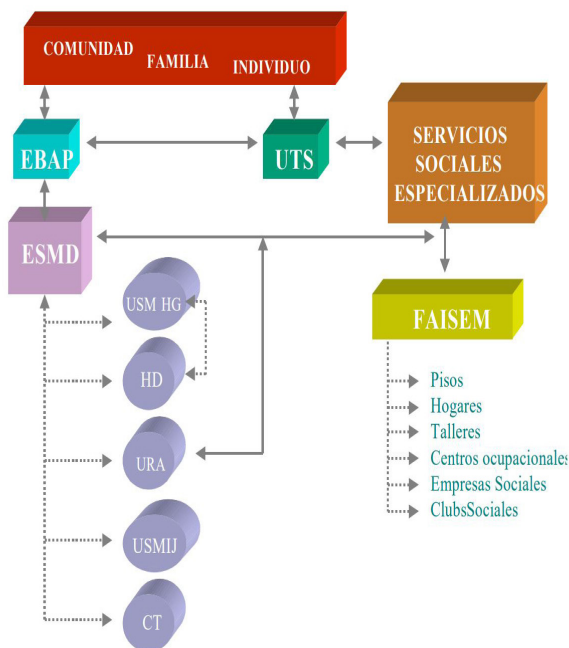 COMUNIDAD
FAMILIA
INDIVIDUO
EBAP
UTS
SERVICIOS
SOCIALES
ESPECIALIZADOS
ESMD
USM HG
HD
URA
USMIJ
CT
FAISEM
Pisos
Hogares
Talleres
Centros ocupacionales
Empresas Sociales
ClubsSociales